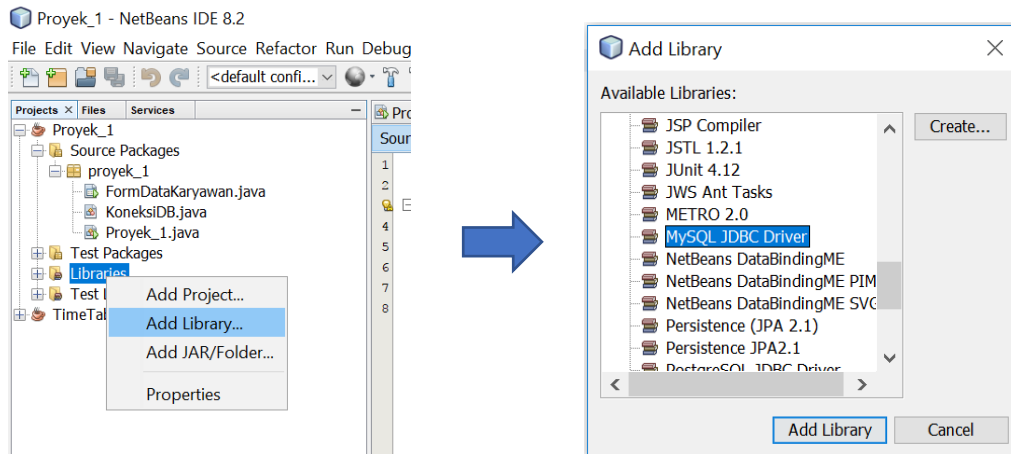 Proyek_1 - NetBeans IDE 8.2
File Edit View Navigate Source Refactor Run Debug
<default confi...
Projects Files Services
Proyek_1
Source Packages
proyek_1
FormDataKaryawan.java
KoneksiDB.java
Proyek_1.java
Test Packages
Libraries
Test L
TimeTab
Add Project...
Add Library...
Add JAR/Folder...
Properties
Pro
Sour
1
2
4
5
6
7
8
Add Library
Available Libraries:
JSP Compiler
JSTL 1.2.1
JUnit 4.12
JWS Ant Tasks
METRO 2.0
MySQL JDBC Driver
NetBeans DataBindingME
NetBeans DataBindingME PIM
NetBeans DataBindingME SVG
Persistence (JPA 2.1)
Persistence JPA2.1
PostgreSQL JDBC Driver
Create...
Add Library Cancel